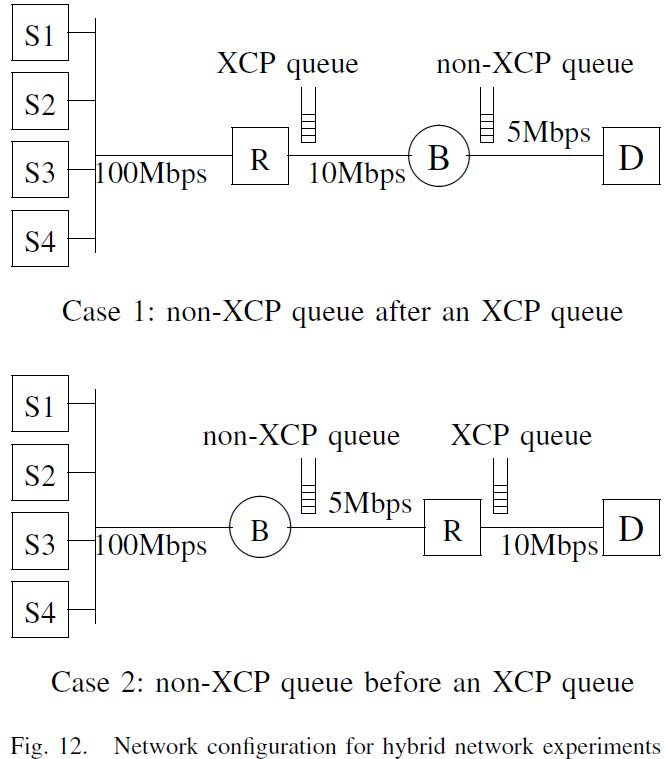 S1
S2
S3
S4
XCP queue
non-XCP queue
100Mbps
R
10Mbps
B
5Mbps
D
Case 1: non-XCP queue after an XCP queue
S1
S2
S3
S4
non-XCP queue
XCP queue
100Mbps
B
5Mbps
R
10Mbps
D
Case 2: non-XCP queue before an XCP queue
Fig. 12. Network configuration for hybrid network experiments